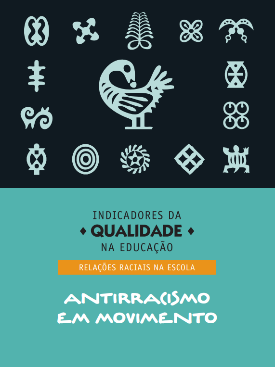 INDICADORES DA
QUALIDADE
NA EDUCAÇÃO
RELAÇÕES RACIAIS NA ESCOLA
ANTIRRACISMO
EM MOVIMENTO